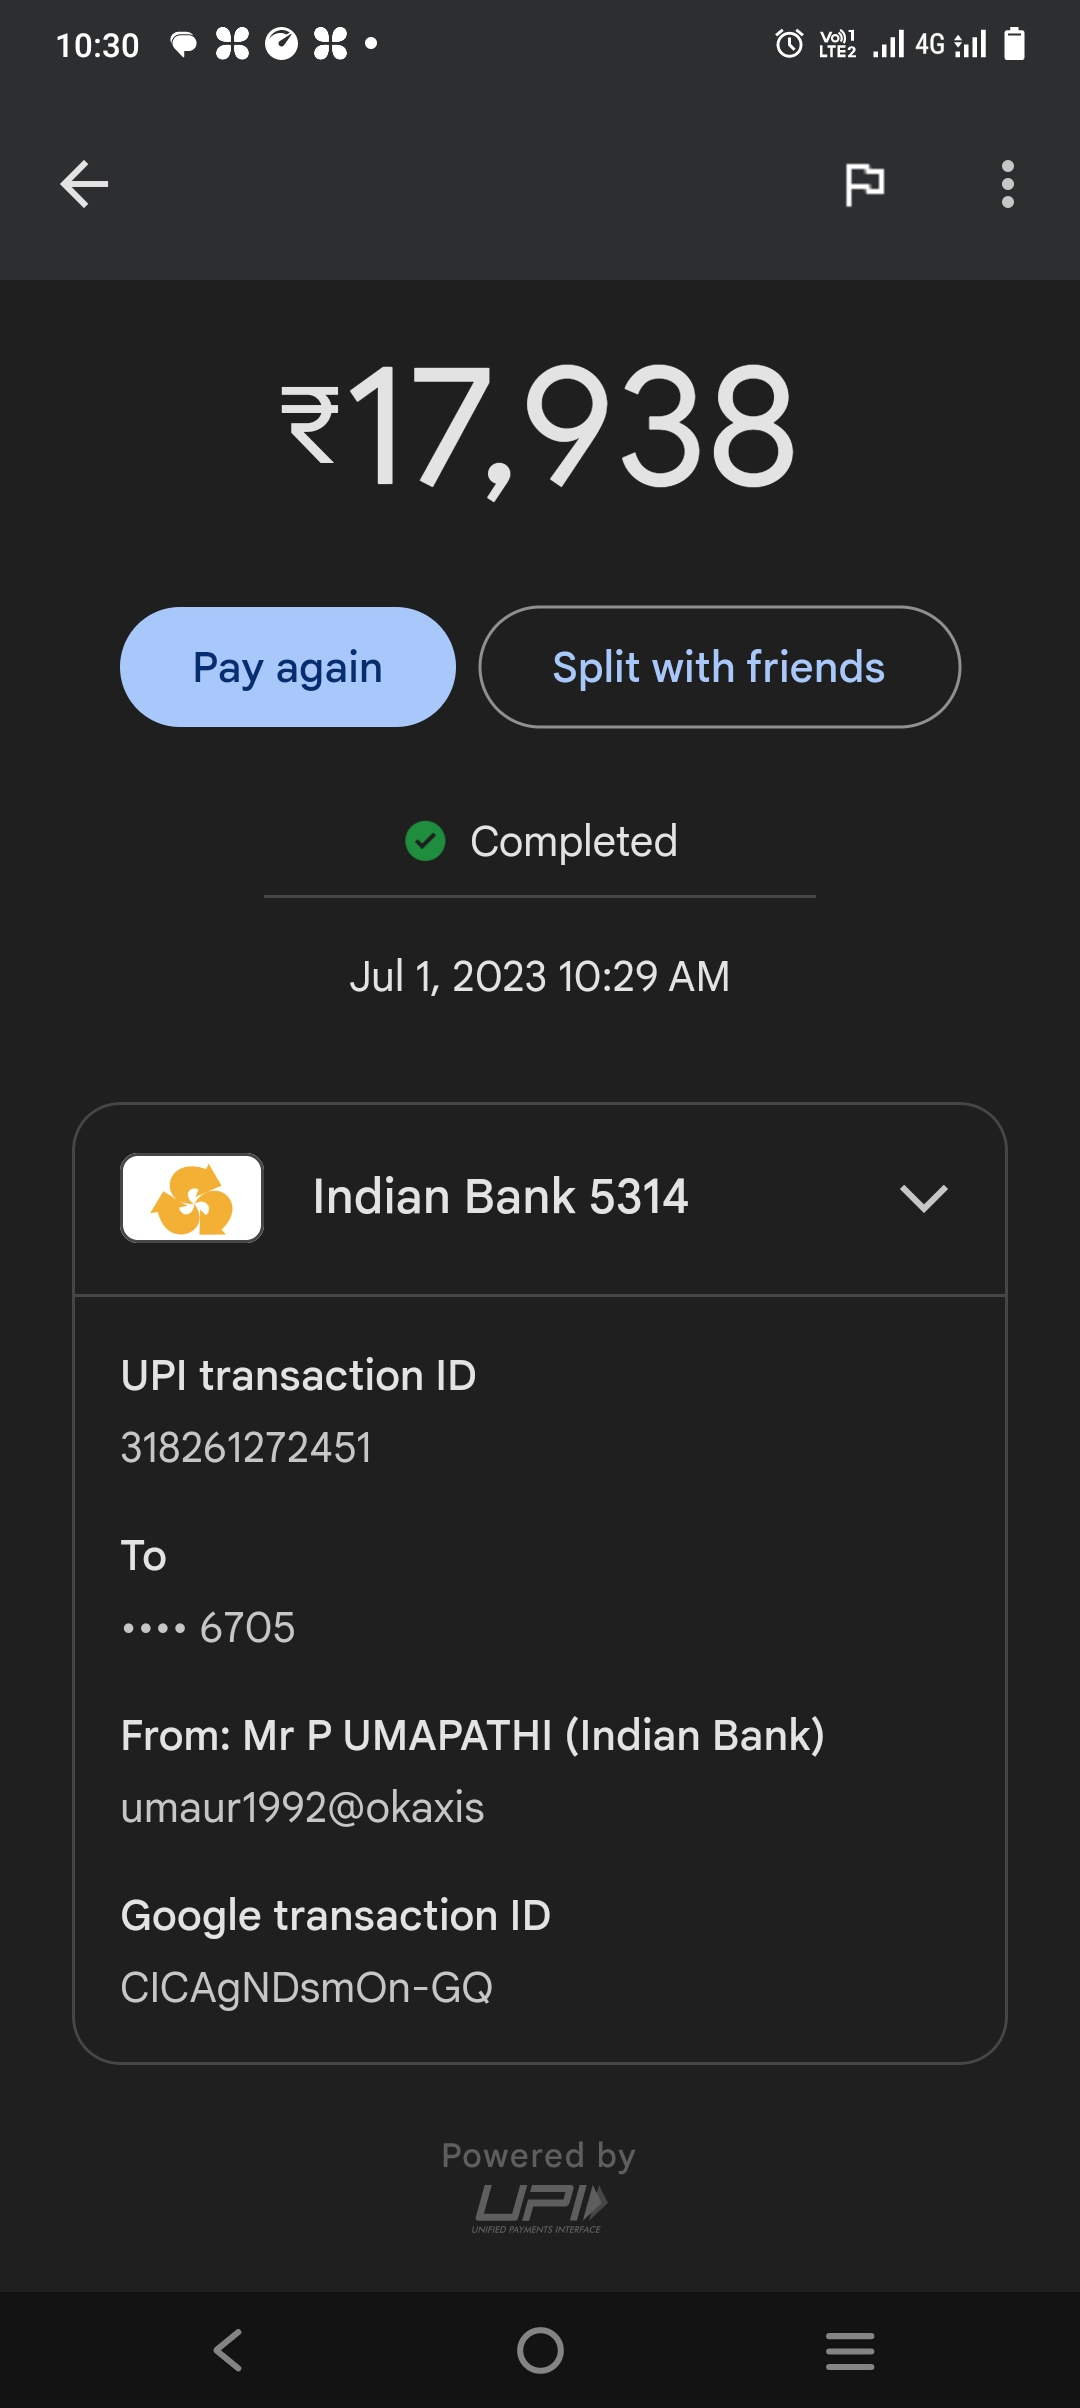 10:30 Vo)) 1 LTE2 4G
₹17,938
Pay again Split with friends
Completed
Jul 1, 2023 10:29 AM
Indian Bank 5314
UPI transaction ID
318261272451
To
•••• 6705
From: Mr P UMAPATHI (Indian Bank)
umaur1992@okaxis
Google transaction ID
CICAgNDsmOn-GQ
Powered by
UPI
UNIFIED PAYMENTS INTERFACE